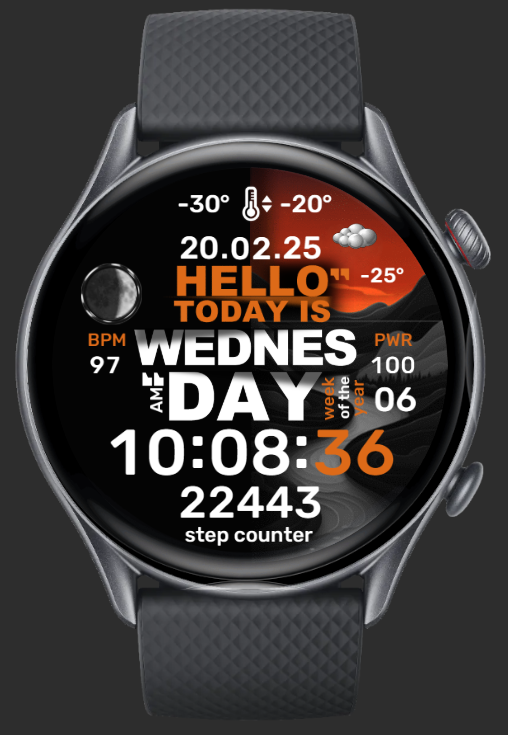 -30° -20°
20.02.25
HELLO"
-25°
TODAY IS
BPM
97
WEDNES
PWR
100
AM
DAY
week
of the
year
06
10:08:36
22443
step counter